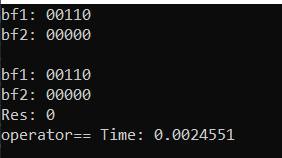 bf1: 00110
bf2: 00000
bf1: 00110
bf2: 00000
Res: 0
operator== Time: 0.0024551